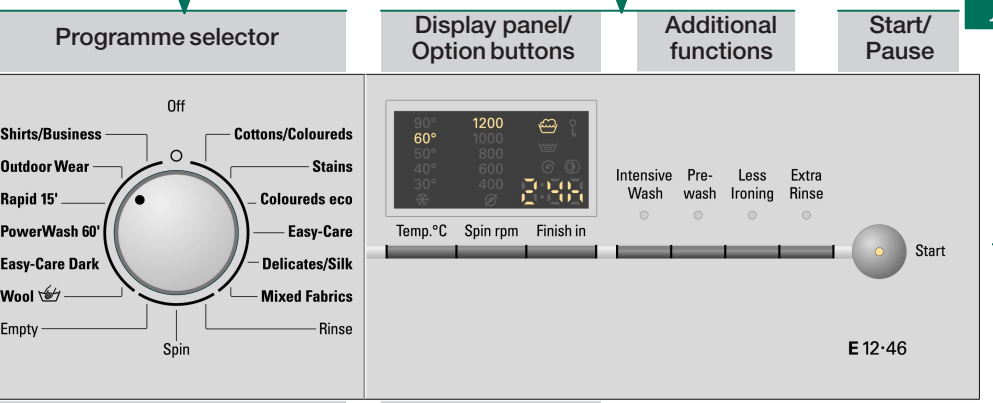 Programme selector
Display panel/
Option buttons
Additional
functions
Start/
Pause
Off
Shirts/Business
Outdoor Wear
Rapid 15'
PowerWash 60'
Easy-Care Dark
Wool
Empty
Spin
Cottons/Coloureds
Stains
Coloureds eco
Easy-Care
Delicates/Silk
Mixed Fabrics
Rinse
90° 1200
60° 1000
50° 800
40° 600
30° 400
2:45h
Temp.°C Spin rpm Finish in
Intensive Wash
Pre-wash
Less Ironing
Extra Rinse
Start
E 12·46